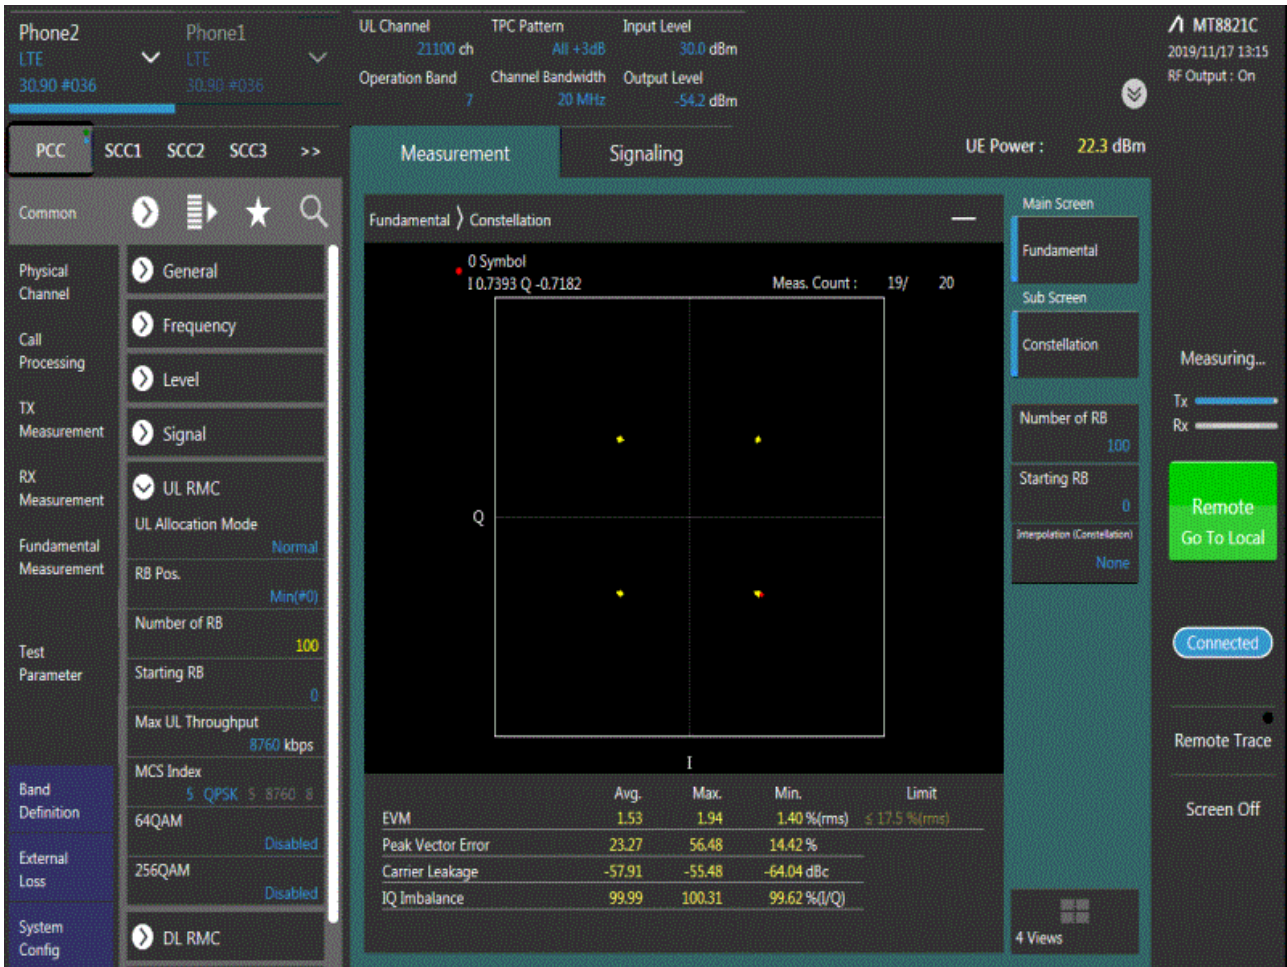 Phone2
LTE
30.90 #036
Phone1
LTE
30.90 #036
UL Channel
21100 ch
TPC Pattern
All +3dB
Input Level
30.0 dBm
Operation Band
7
Channel Bandwidth
20 MHz
Output Level
-54.2 dBm
MT8821C
2019/11/17 13:15
RF Output : On
PCC SCC1 SCC2 SCC3 >>
Measurement
Signaling
UE Power : 22.3 dBm
Common
Physical
Channel
Call
Processing
TX
Measurement
RX
Measurement
Fundamental
Measurement
Test
Parameter
Band
Definition
External
Loss
System
Config
General
Frequency
Level
Signal
UL RMC
UL Allocation Mode
Normal
RB Pos.
Min(#0)
Number of RB
100
Starting RB
0
Max UL Throughput
8760 kbps
MCS Index
5 QPSK 5 8760 8
64QAM
Disabled
256QAM
Disabled
DL RMC
Fundamental 〉 Constellation
0 Symbol
I 0.7393 Q -0.7182
Meas. Count : 19/ 20
Q
I
Avg. Max. Min. Limit
EVM 1.53 1.94 1.40 %(rms) ≤ 17.5 %(rms)
Peak Vector Error 23.27 56.48 14.42 %
Carrier Leakage -57.91 -55.48 -64.04 dBc
IQ Imbalance 99.99 100.31 99.62 %(I/Q)
Main Screen
Fundamental
Sub Screen
Constellation
Number of RB
100
Starting RB
0
Interpolation (Constellation)
None
4 Views
Measuring...
Tx
Rx
Remote
Go To Local
Connected
Remote Trace
Screen Off